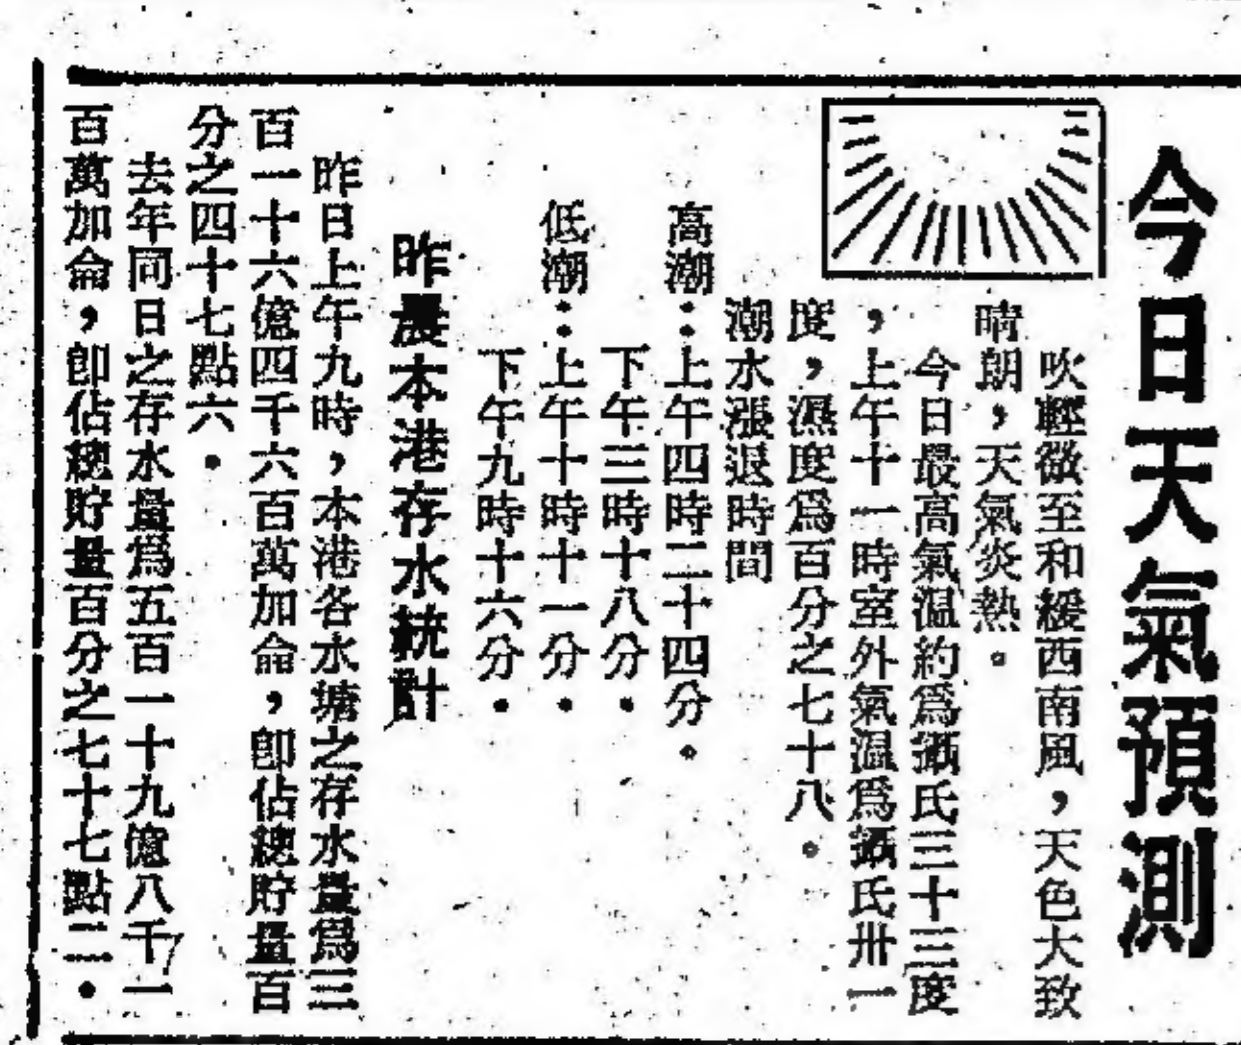 今日天氣預測
吹輕微至和緩西南風，天色大致
晴朗，天氣炎熱。
今日最高氣溫約為攝氏三十三度
，上午十一時室外氣溫為攝氏卅一
度，濕度為百分之七十八。
潮水漲退時間
高潮：上午四時二十四分。
下午三時十八分．
低潮：上午十時十一分．
下午九時十六分．
昨晨本港存水統計
昨日上午九時，本港各水塘之存水量為三
百一十六億四千六百萬加侖，即佔總貯量百
分之四十七點六．
去年同日之存水量為五百一十九億八千一
百萬加侖，即佔總貯量百分之七十七點二．